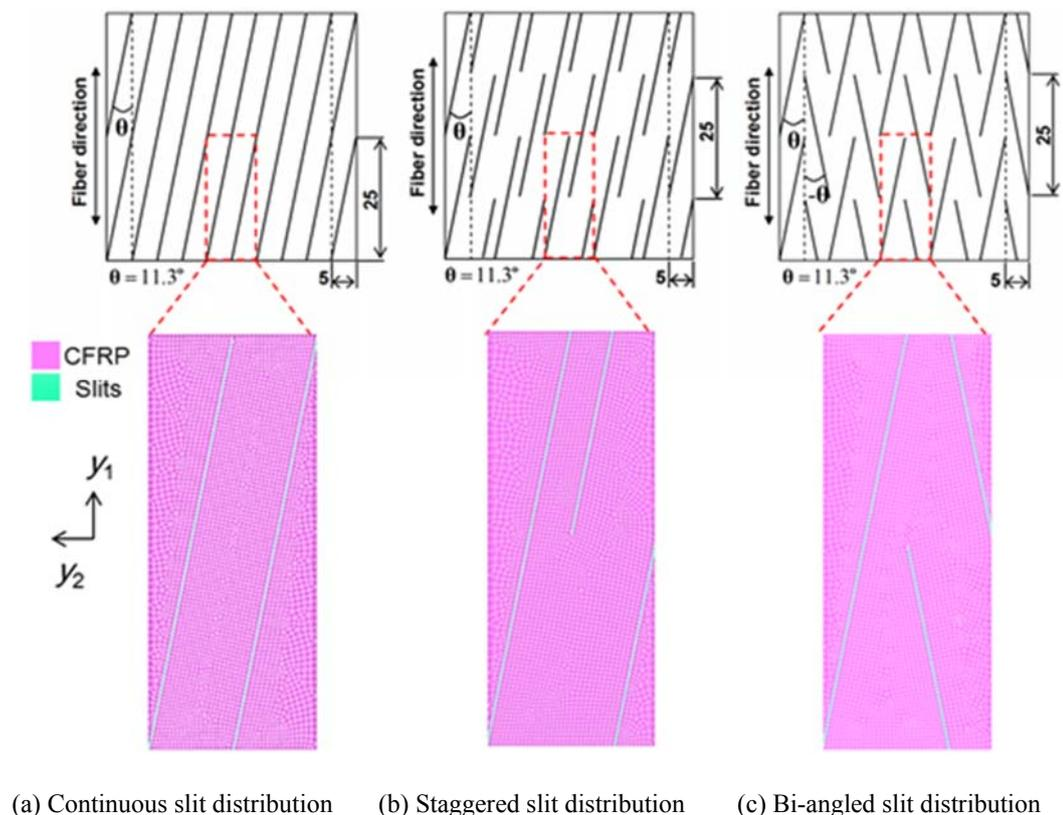 Fiber direction
θ
25
θ = 11.3°
5
Fiber direction
θ
25
θ = 11.3°
5
Fiber direction
θ
-θ
25
θ = 11.3°
5
CFRP
Slits
y1
y2
(a) Continuous slit distribution
(b) Staggered slit distribution
(c) Bi-angled slit distribution